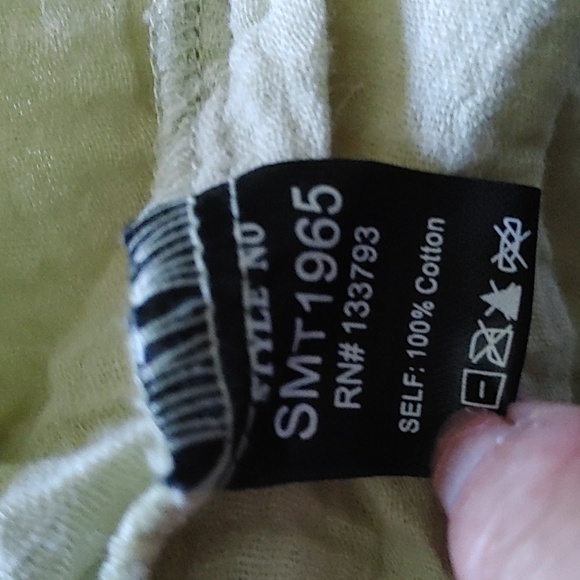 STYLE NO
SMT1965
RN# 133793
SELF: 100% Cotton